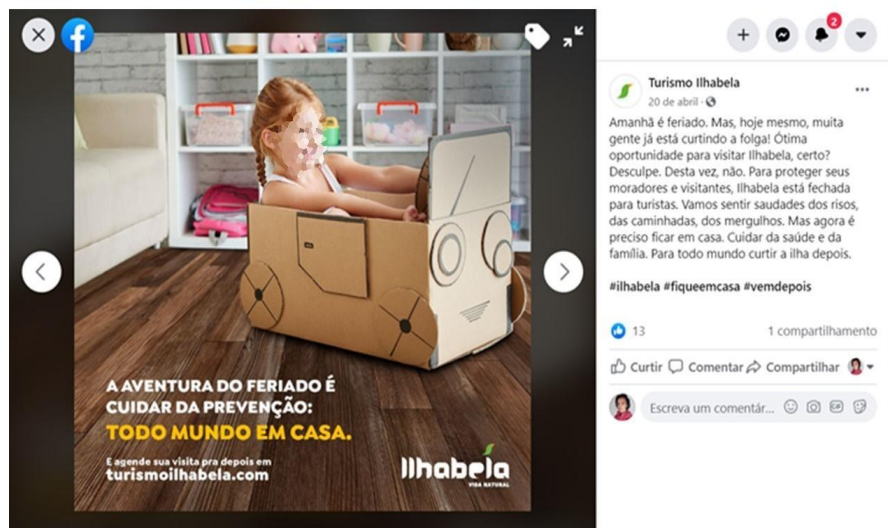 A AVENTURA DO FERIADO É
CUIDAR DA PREVENÇÃO:
TODO MUNDO EM CASA.
E agende sua visita pra depois em
turismoilhabela.com
Ilhabela
VIDA NATURAL
2
Turismo Ilhabela
20 de abril ·
Amanhã é feriado. Mas, hoje mesmo, muita
gente já está curtindo a folga! Ótima
oportunidade para visitar Ilhabela, certo?
Desculpe. Desta vez, não. Para proteger seus
moradores e visitantes, Ilhabela está fechada
para turistas. Vamos sentir saudades dos risos,
das caminhadas, dos mergulhos. Mas agora é
preciso ficar em casa. Cuidar da saúde e da
família. Para todo mundo curtir a ilha depois.
#ilhabela #fiqueemcasa #vemdepois
13 1 compartilhamento
Curtir Comentar Compartilhar
Escreva um comentár... GIF